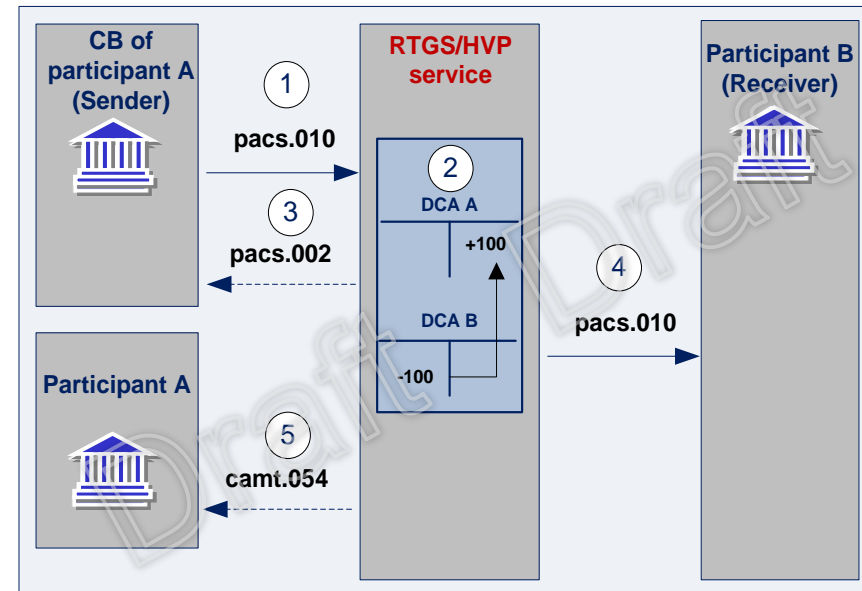 CB of
participant A
(Sender)
1
pacs.010
3
pacs.002
Participant A
5
camt.054
RTGS/HVP
service
2
DCA A
+100
DCA B
-100
4
pacs.010
Participant B
(Receiver)
Draft
Draft